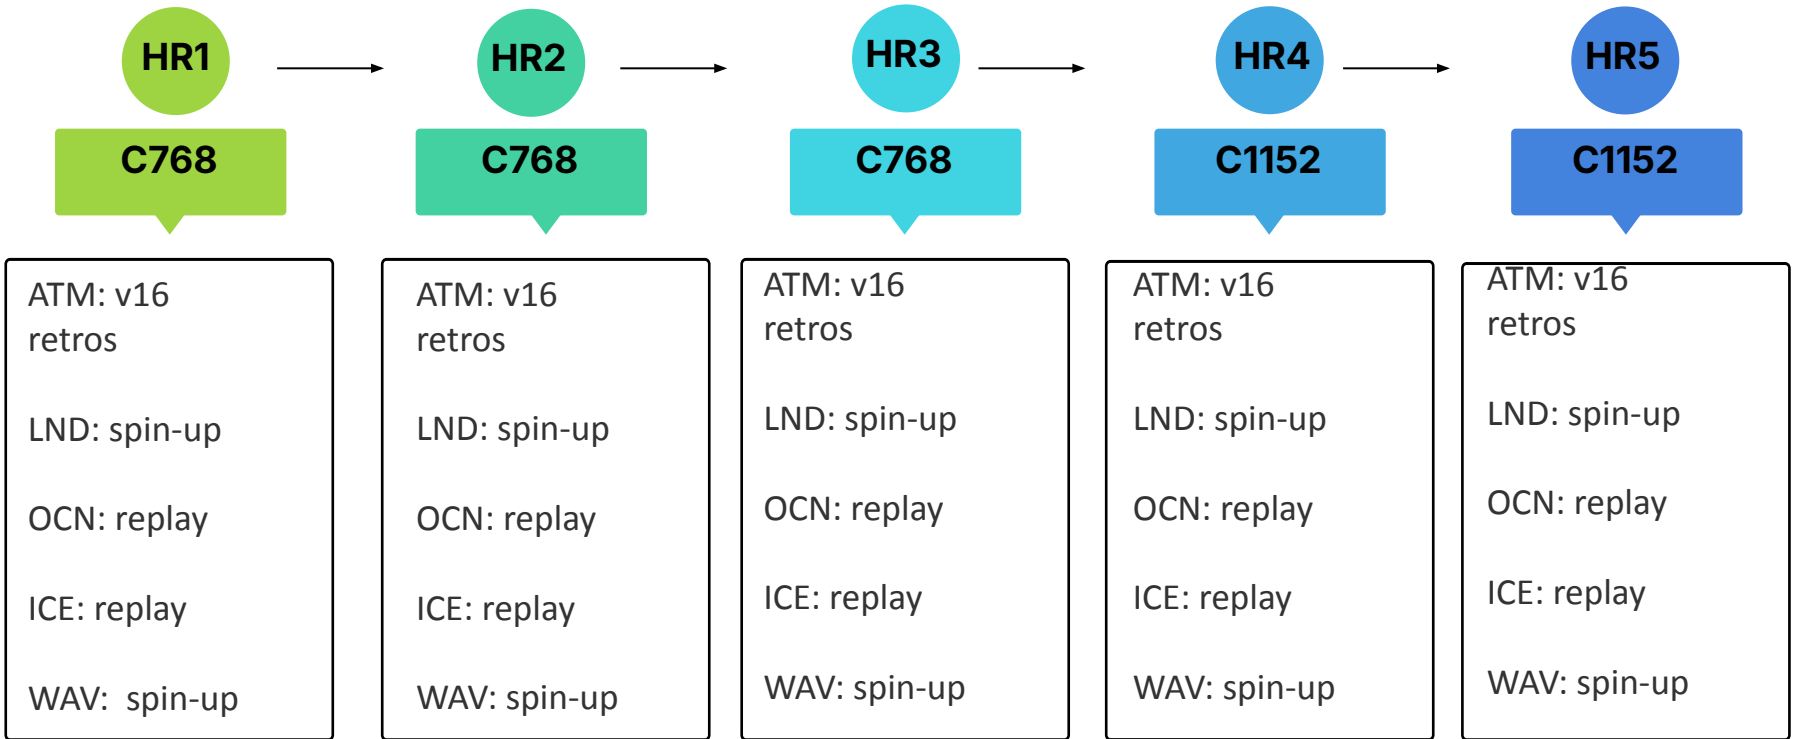 HR1
HR2
HR3
HR4
HR5
C768
C768
C768
C1152
C1152
ATM: v16
retros
LND: spin-up
OCN: replay
ICE: replay
WAV:  spin-up
ATM: v16
retros
LND: spin-up
OCN: replay
ICE: replay
WAV: spin-up
ATM: v16
retros
LND: spin-up
OCN: replay
ICE: replay
WAV: spin-up
ATM: v16
retros
LND: spin-up
OCN: replay
ICE: replay
WAV: spin-up
ATM: v16
retros
LND: spin-up
OCN: replay
ICE: replay
WAV: spin-up